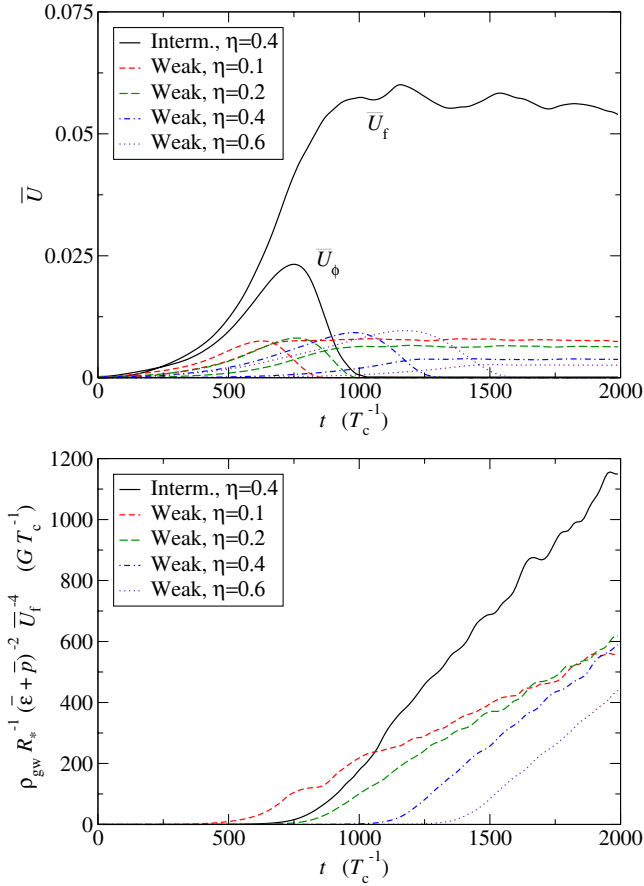 0.075
0.05
0.025
0
U̅
Interm., η=0.4
Weak, η=0.1
Weak, η=0.2
Weak, η=0.4
Weak, η=0.6
U̅_f
U̅_ϕ
0 500 1000 1500 2000
t (T_c^-1)
1200
1000
800
600
400
200
0
ρ_gw R_*^-1 (ε̅ + p̅)^-2 U̅_f^-4 (G T_c^-1)
Interm., η=0.4
Weak, η=0.1
Weak, η=0.2
Weak, η=0.4
Weak, η=0.6
0 500 1000 1500 2000
t (T_c^-1)